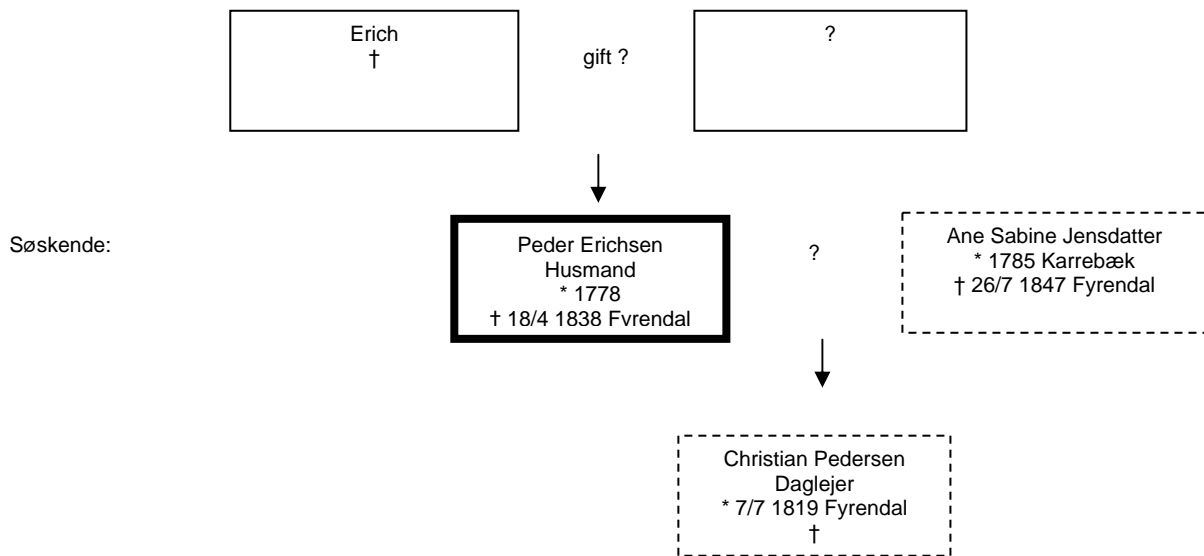 Erich
†
gift ?
?
Søskende:
Peder Erichsen
Husmand
* 1778
† 18/4 1838 Fyrendal
?
Ane Sabine Jensdatter
* 1785 Karrebæk
† 26/7 1847 Fyrendal
Christian Pedersen
Daglejer
* 7/7 1819 Fyrendal
†